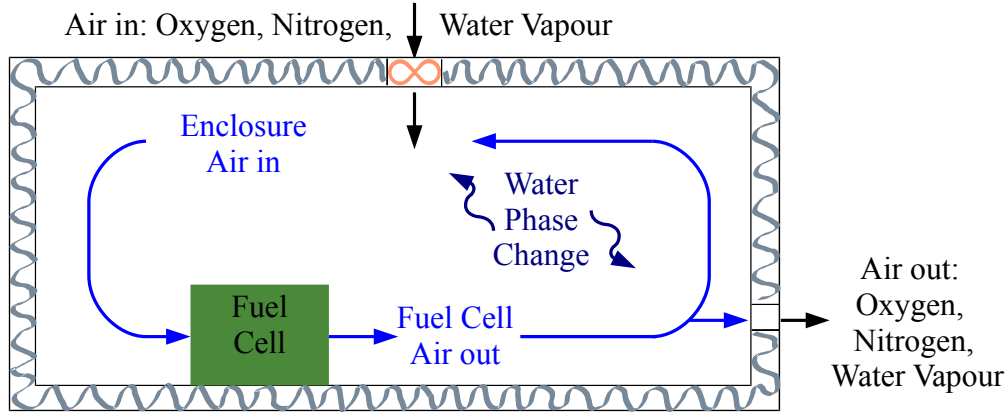 Air in: Oxygen, Nitrogen, Water Vapour
Enclosure
Air in
Water
Phase
Change
Fuel
Cell
Fuel Cell
Air out
Air out:
Oxygen,
Nitrogen,
Water Vapour